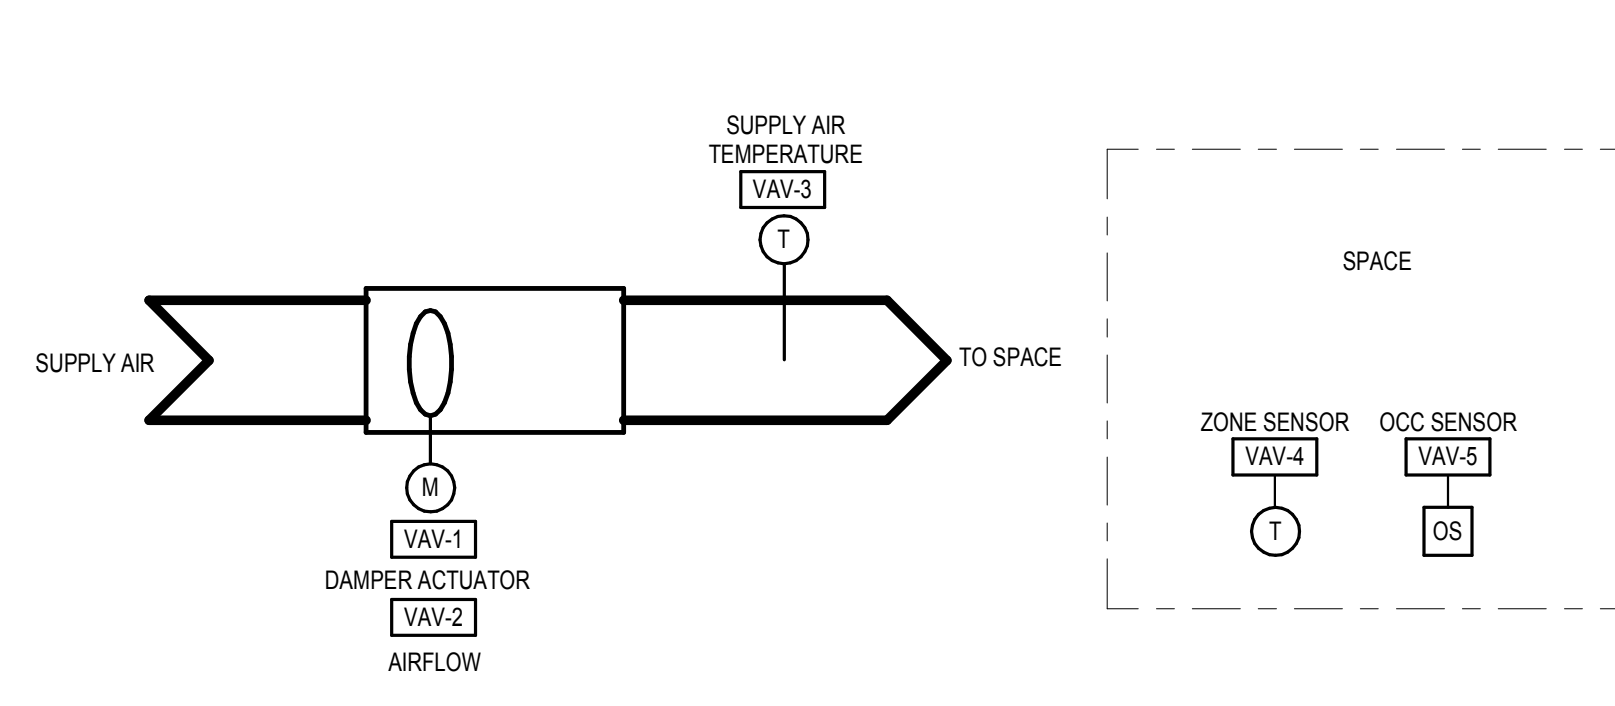 SUPPLY AIR
TEMPERATURE
VAV-3
T
SPACE
SUPPLY AIR
TO SPACE
ZONE SENSOR
VAV-4
T
OCC SENSOR
VAV-5
OS
M
VAV-1
DAMPER ACTUATOR
VAV-2
AIRFLOW